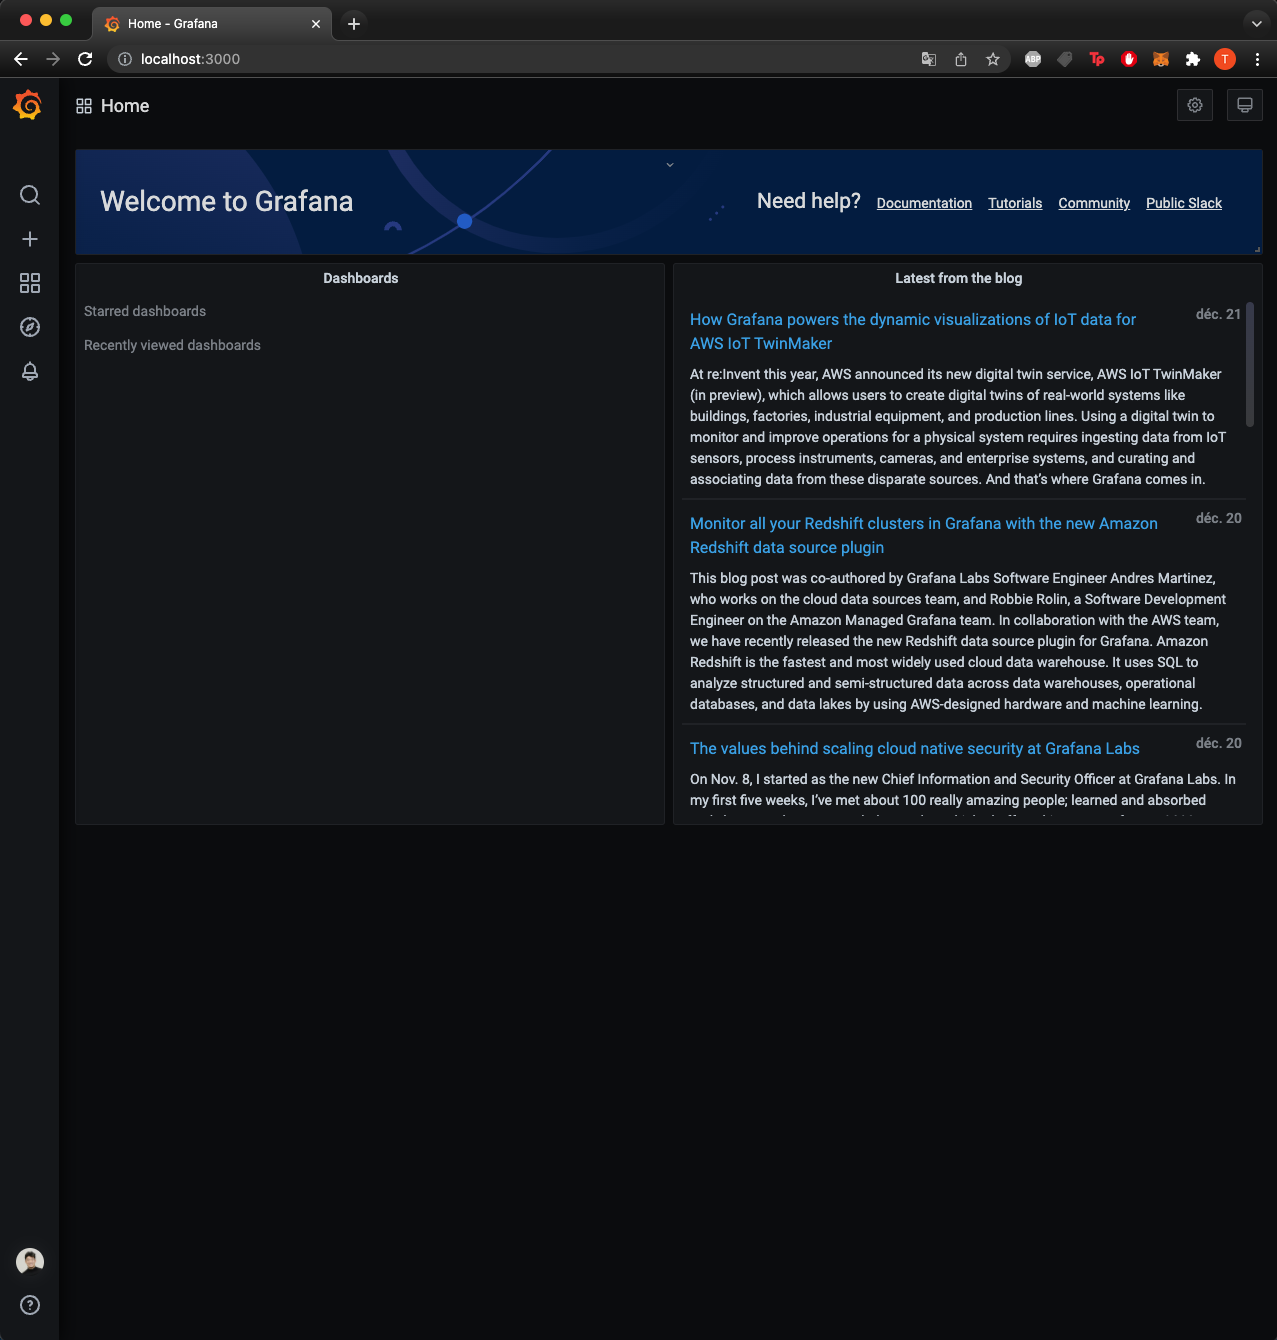 Home - Grafana
localhost:3000
ABP
Tp
T
Home
Welcome to Grafana
Need help?
Documentation
Tutorials
Community
Public Slack
Dashboards
Starred dashboards
Recently viewed dashboards
Latest from the blog
How Grafana powers the dynamic visualizations of IoT data for
AWS IoT TwinMaker
déc. 21
At re:Invent this year, AWS announced its new digital twin service, AWS IoT TwinMaker
(in preview), which allows users to create digital twins of real-world systems like
buildings, factories, industrial equipment, and production lines. Using a digital twin to
monitor and improve operations for a physical system requires ingesting data from IoT
sensors, process instruments, cameras, and enterprise systems, and curating and
associating data from these disparate sources. And that’s where Grafana comes in.
Monitor all your Redshift clusters in Grafana with the new Amazon
Redshift data source plugin
déc. 20
This blog post was co-authored by Grafana Labs Software Engineer Andres Martinez,
who works on the cloud data sources team, and Robbie Rolin, a Software Development
Engineer on the Amazon Managed Grafana team. In collaboration with the AWS team,
we have recently released the new Redshift data source plugin for Grafana. Amazon
Redshift is the fastest and most widely used cloud data warehouse. It uses SQL to
analyze structured and semi-structured data across data warehouses, operational
databases, and data lakes by using AWS-designed hardware and machine learning.
The values behind scaling cloud native security at Grafana Labs
déc. 20
On Nov. 8, I started as the new Chief Information and Security Officer at Grafana Labs. In
my first five weeks, I’ve met about 100 really amazing people; learned and absorbed